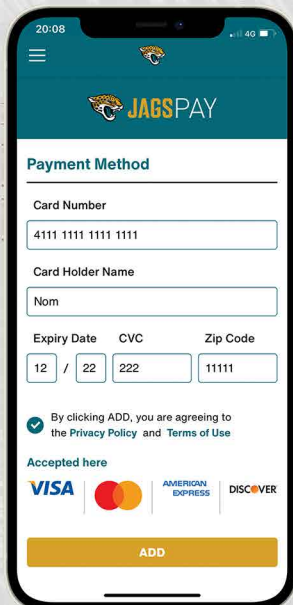 20:08
4G
JAGSPAY
Payment Method
Card Number
4111 1111 1111 1111
Card Holder Name
Nom
Expiry Date CVC Zip Code
12 / 22 222 11111
By clicking ADD, you are agreeing to
the Privacy Policy and Terms of Use
Accepted here
VISA
AMERICAN
EXPRESS
DISCOVER
ADD